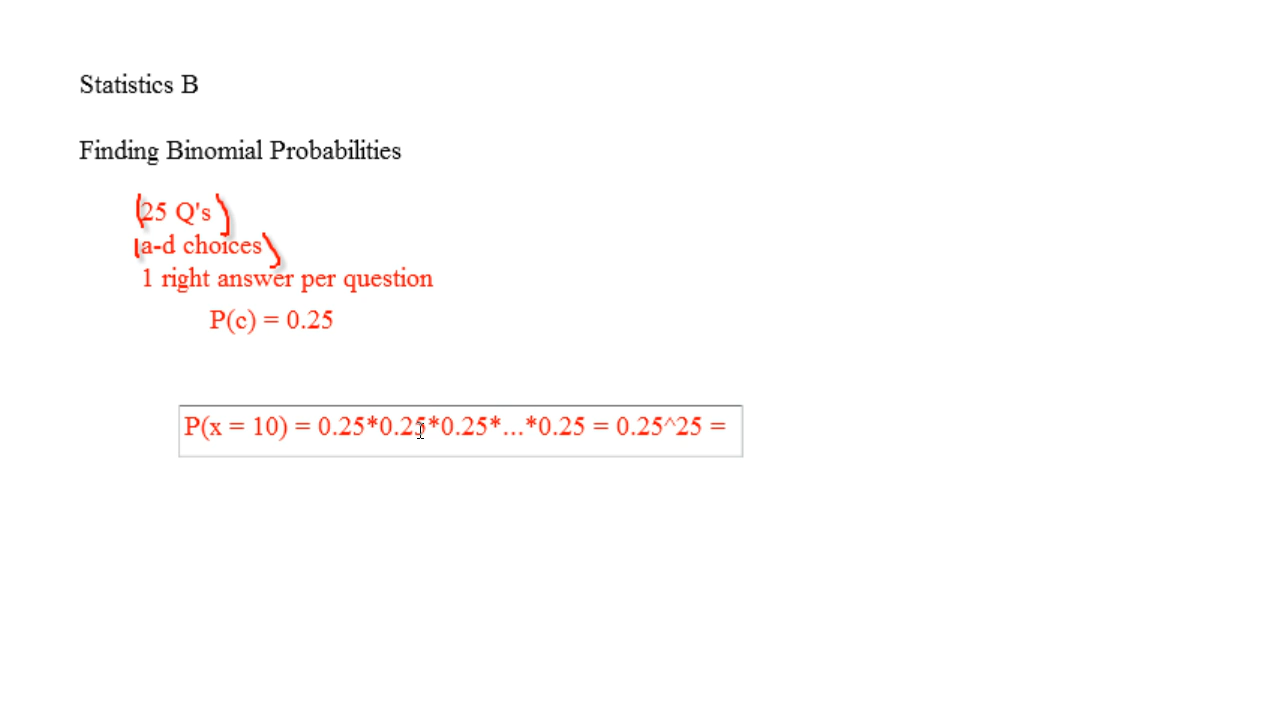 Statistics B
Finding Binomial Probabilities
(25 Q's)
(a-d choices)
1 right answer per question
P(c) = 0.25
P(x = 10) = 0.25*0.25*0.25*...*0.25 = 0.25^25 =